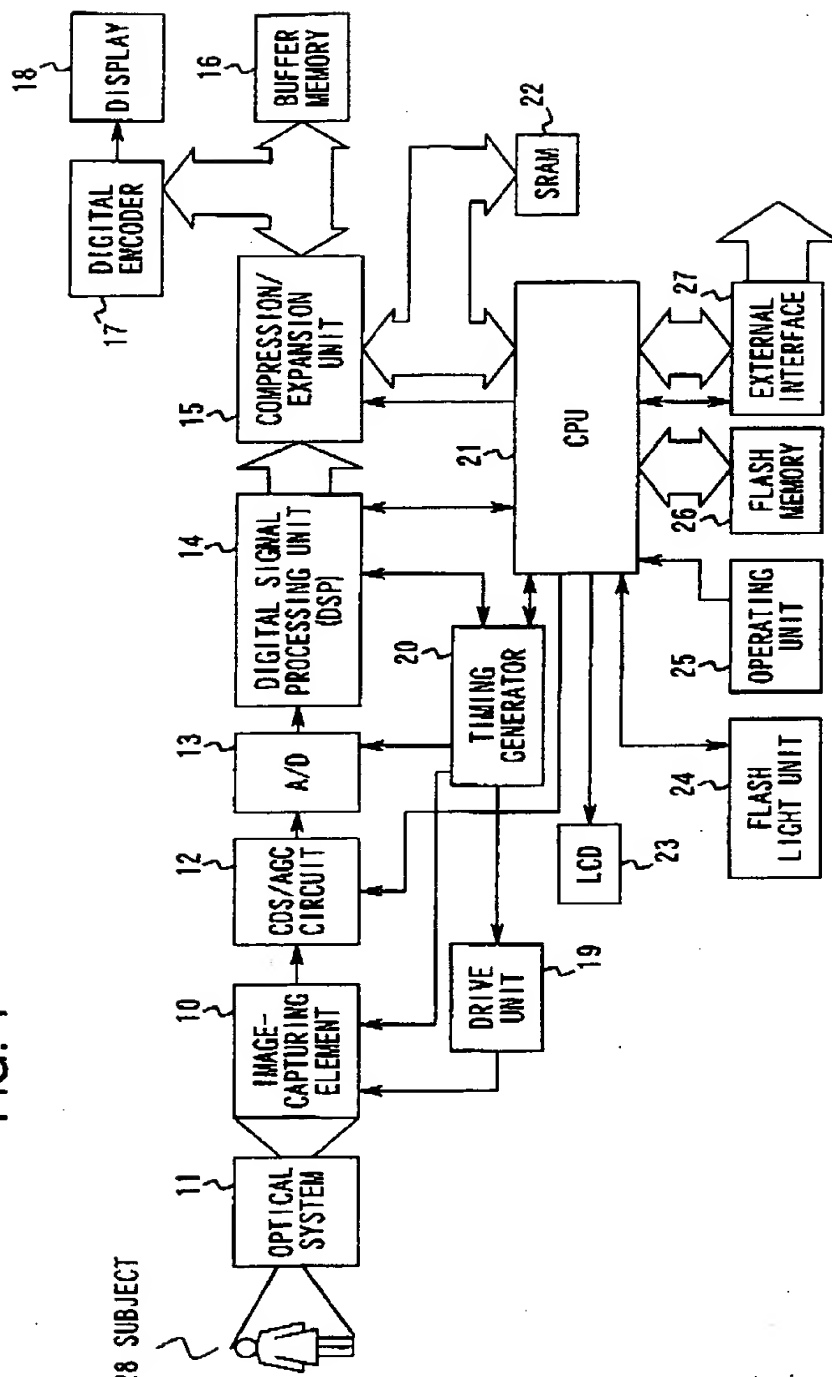 18
DISPLAY
16
BUFFER
MEMORY
17
DIGITAL
ENCODER
22
SRAM
15
COMPRESSION/
EXPANSION
UNIT
14
DIGITAL SIGNAL
PROCESSING UNIT
(DSP)
13
A/D
12
CDS/AGC
CIRCUIT
10
IMAGE-
CAPTURING
ELEMENT
11
OPTICAL
SYSTEM
28 SUBJECT
21
CPU
20
TIMING
GENERATOR
19
DRIVE
UNIT
LCD
23
27
EXTERNAL
INTERFACE
26
FLASH
MEMORY
25
OPERATING
UNIT
24
FLASH
LIGHT UNIT